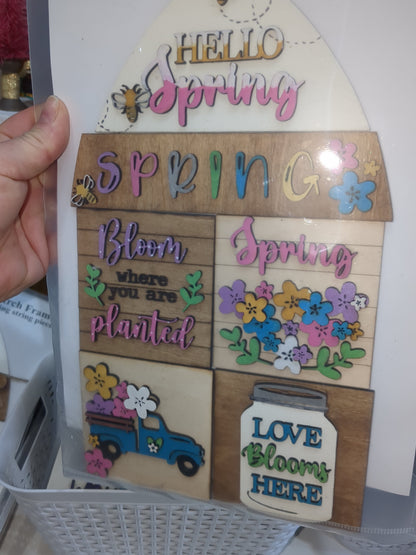 HELLO
Spring
SPRING
Bloom
where
you are
planted
Spring
LOVE
Blooms
HERE